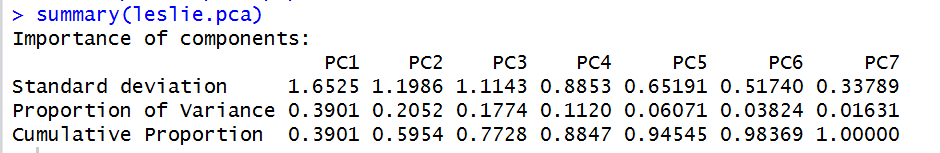 > summary(leslie.pca)
Importance of components:
                          PC1    PC2    PC3    PC4     PC5     PC6     PC7
Standard deviation     1.6525 1.1986 1.1143 0.8853 0.65191 0.51740 0.33789
Proportion of Variance 0.3901 0.2052 0.1774 0.1120 0.06071 0.03824 0.01631
Cumulative Proportion  0.3901 0.5954 0.7728 0.8847 0.94545 0.98369 1.00000